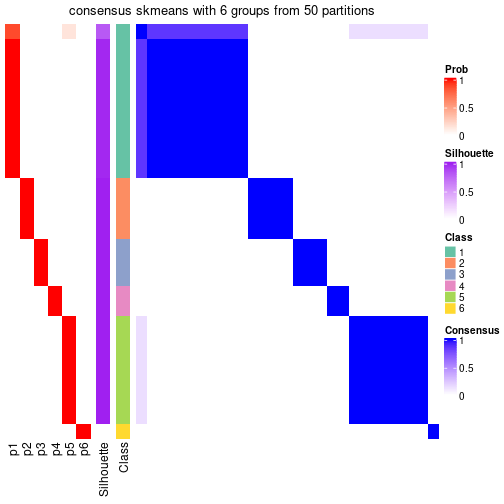 consensus skmeans with 6 groups from 50 partitions
Prob
1
0.5
0
Silhouette
1
0.5
0
Class
1
2
3
4
5
6
Consensus
1
0.5
0
p1
p2
p3
p4
p5
p6
Silhouette
Class